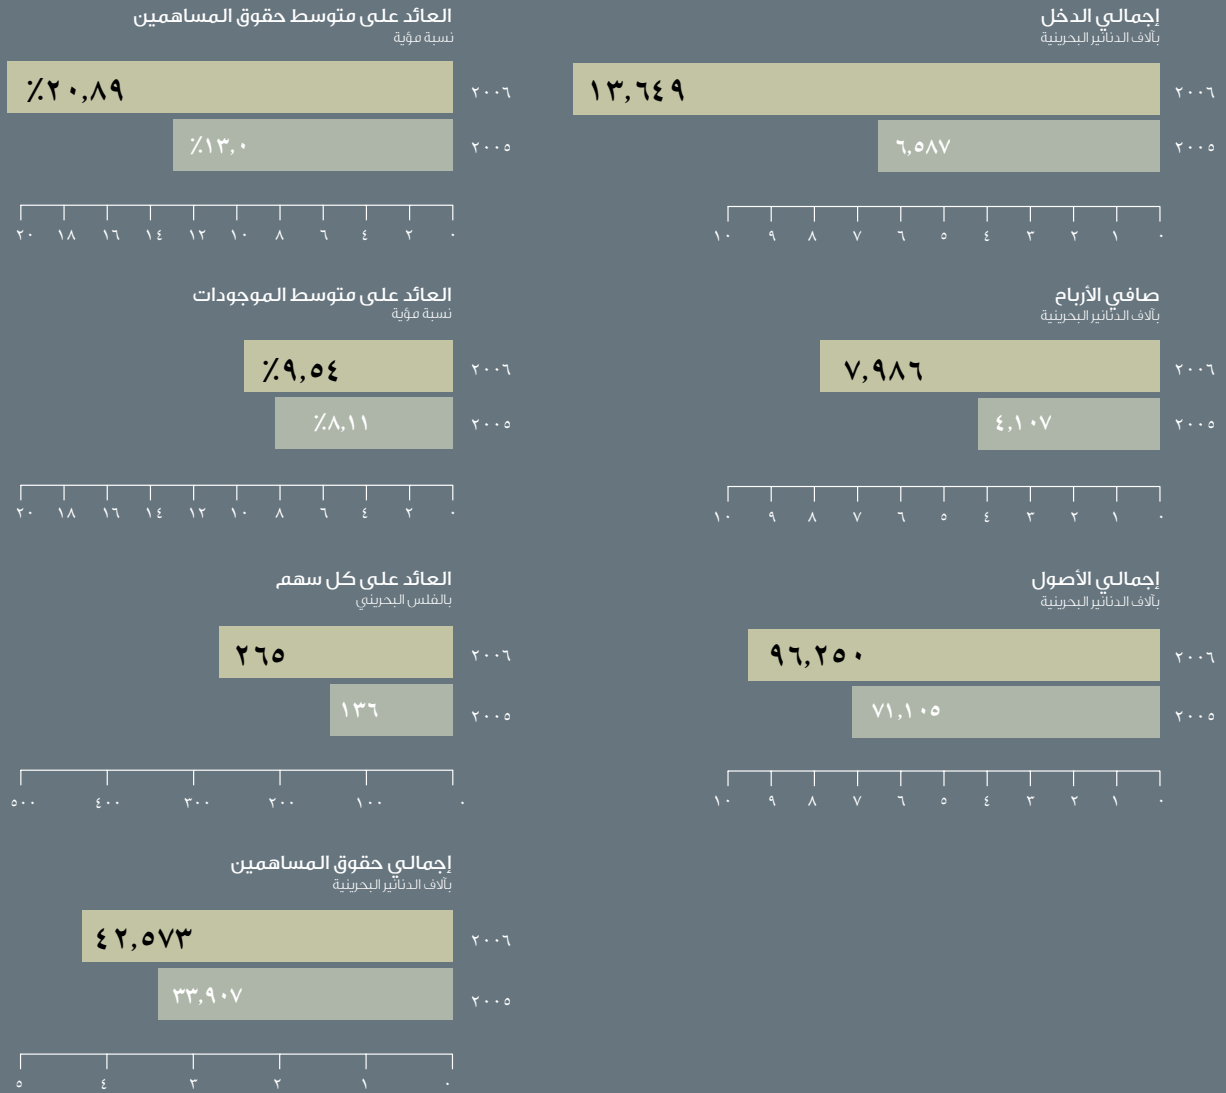 إجمالي الدخل
بآلاف الدنانير البحرينية
٢٠٠٦
١٣,٦٤٩
٢٠٠٥
٦,٥٨٧
٠ ١ ٢ ٣ ٤ ٥ ٦ ٧ ٨ ٩ ١٠
صافي الأرباح
بآلاف الدنانير البحرينية
٢٠٠٦
٧,٩٨٦
٢٠٠٥
٤,١٠٧
٠ ١ ٢ ٣ ٤ ٥ ٦ ٧ ٨ ٩ ١٠
إجمالي الأصول
بآلاف الدنانير البحرينية
٢٠٠٦
٩٦,٢٥٠
٢٠٠٥
٧١,١٠٥
٠ ١ ٢ ٣ ٤ ٥ ٦ ٧ ٨ ٩ ١٠
العائد على متوسط حقوق المساهمين
نسبة مؤية
٢٠٠٦
٪٢٠,٨٩
٢٠٠٥
٪١٣,٠
٠ ٢ ٤ ٦ ٨ ١٠ ١٢ ١٤ ١٦ ١٨ ٢٠
العائد على متوسط الموجودات
نسبة مؤية
٢٠٠٦
٪٩,٥٤
٢٠٠٥
٪٨,١١
٠ ٢ ٤ ٦ ٨ ١٠ ١٢ ١٤ ١٦ ١٨ ٢٠
العائد على كل سهم
بالفلس البحريني
٢٠٠٦
٢٦٥
٢٠٠٥
١٣٦
٠ ١٠٠ ٢٠٠ ٣٠٠ ٤٠٠ ٥٠٠
إجمالي حقوق المساهمين
بآلاف الدنانير البحرينية
٢٠٠٦
٤٢,٥٧٣
٢٠٠٥
٣٣,٩٠٧
٠ ١ ٢ ٣ ٤ ٥